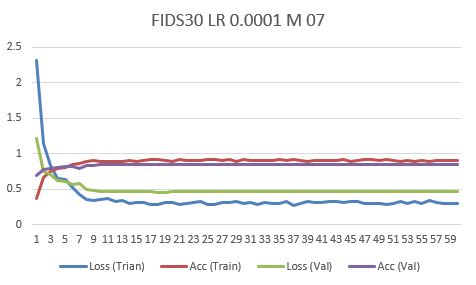 FIDS30 LR 0.0001 M 07
2.5
2
1.5
1
0.5
0
1 3 5 7 9 11 13 15 17 19 21 23 25 27 29 31 33 35 37 39 41 43 45 47 49 51 53 55 57 59
Loss (Trian) Acc (Train) Loss (Val) Acc (Val)